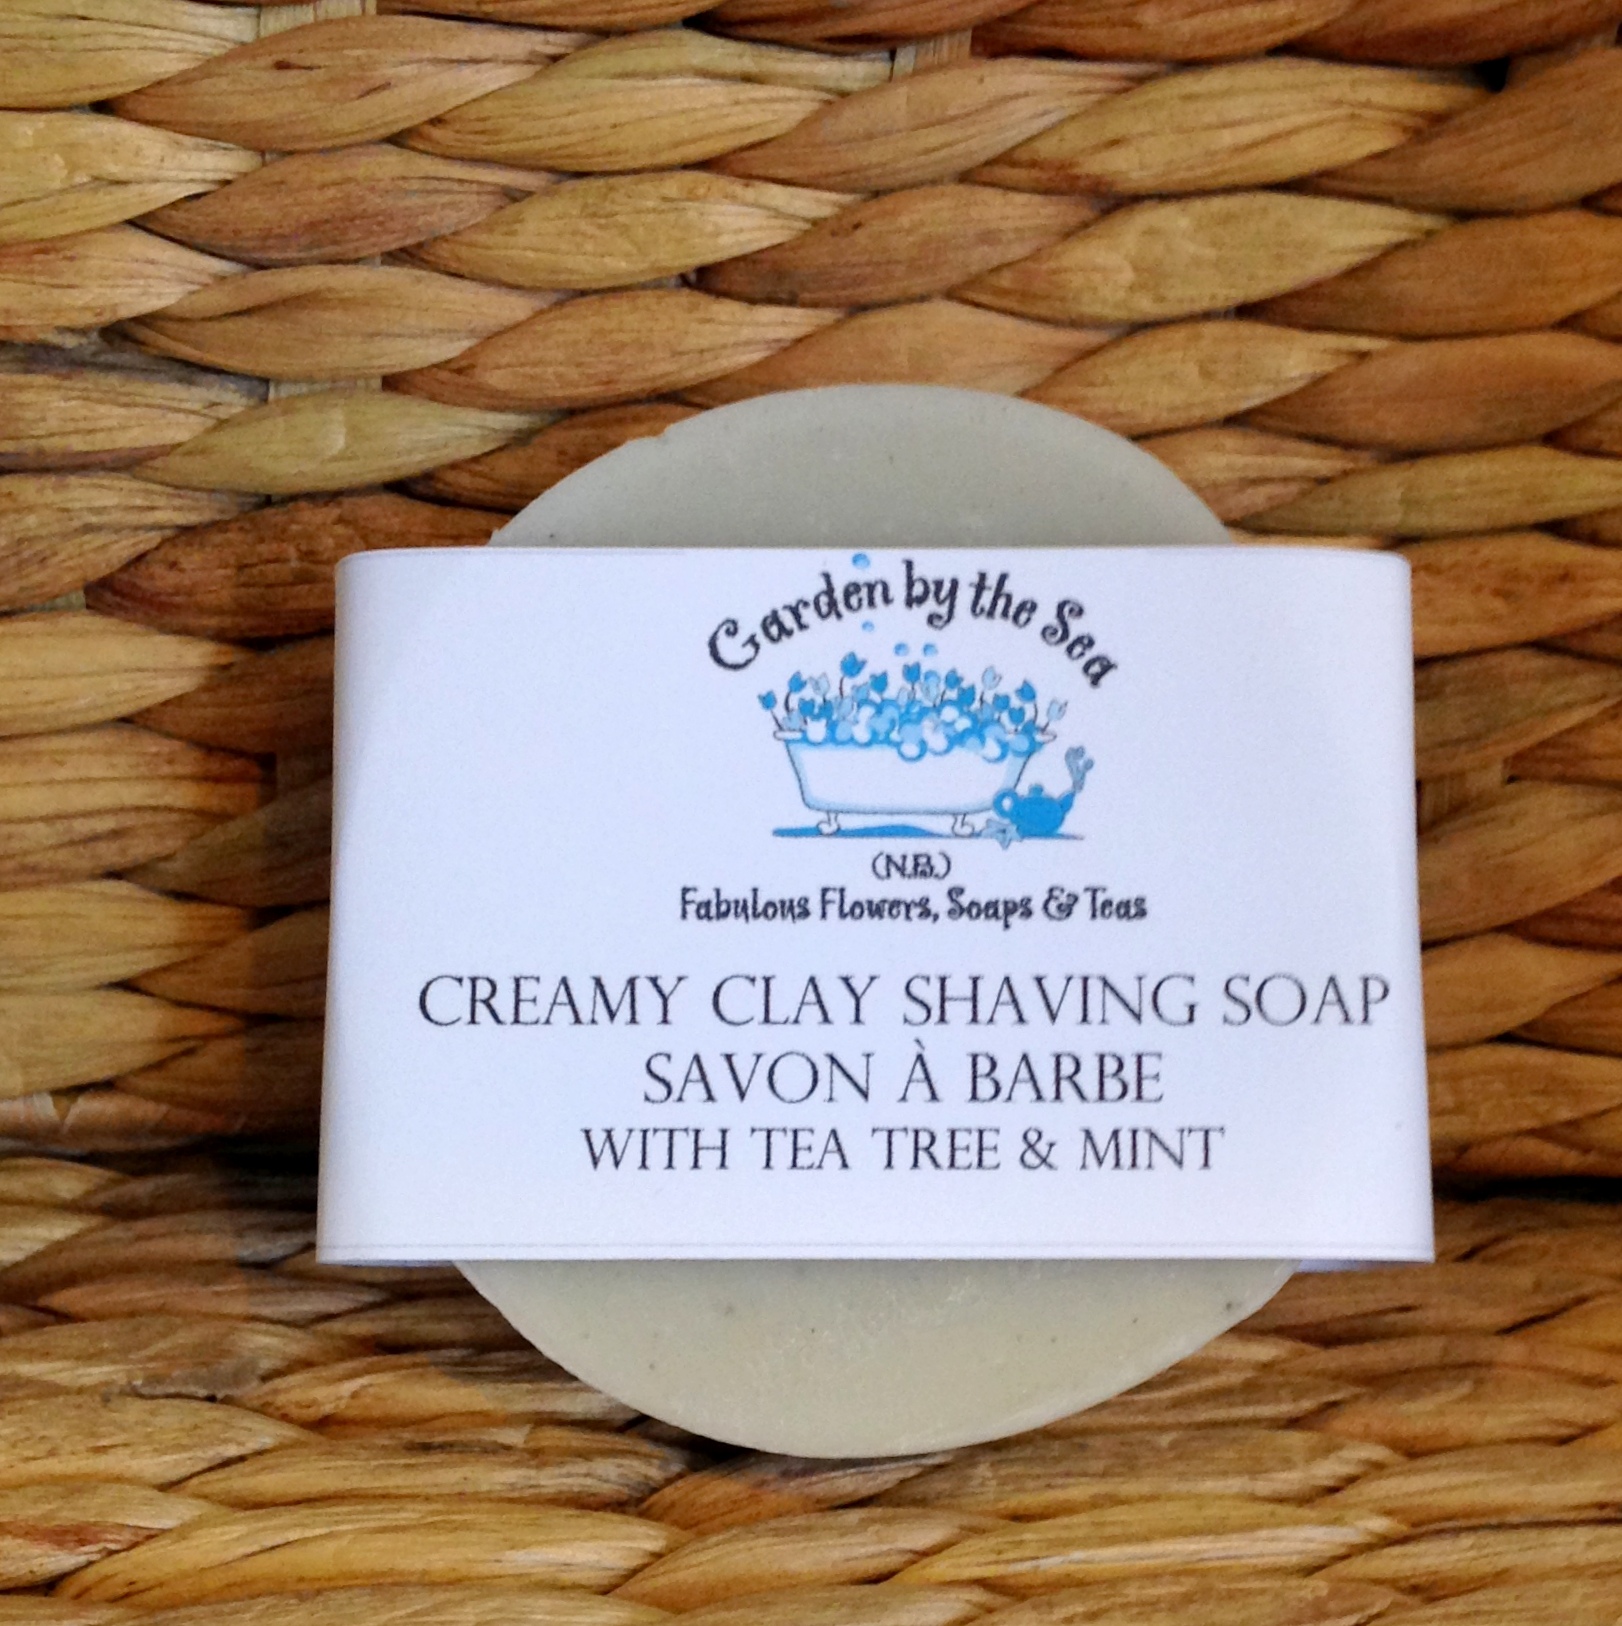 Garden by the Sea
(N.B.)
Fabulous Flowers, Soaps & Teas
CREAMY CLAY SHAVING SOAP
SAVON À BARBE
WITH TEA TREE & MINT